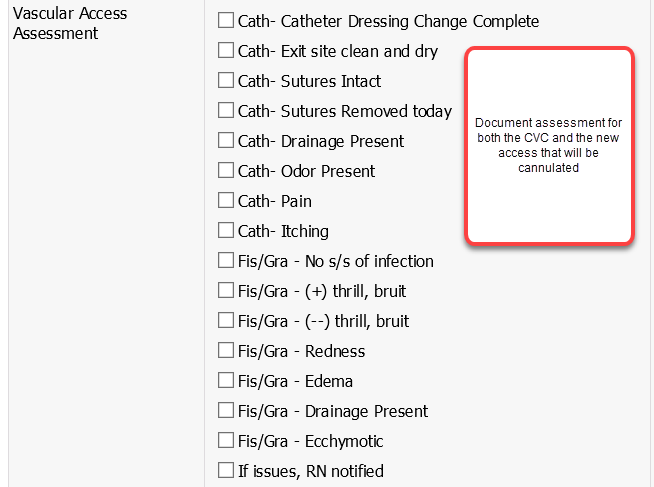 Vascular Access
Assessment
Cath- Catheter Dressing Change Complete
Cath- Exit site clean and dry
Cath- Sutures Intact
Cath- Sutures Removed today
Cath- Drainage Present
Cath- Odor Present
Cath- Pain
Cath- Itching
Fis/Gra - No s/s of infection
Fis/Gra - (+) thrill, bruit
Fis/Gra - (--) thrill, bruit
Fis/Gra - Redness
Fis/Gra - Edema
Fis/Gra - Drainage Present
Fis/Gra - Ecchymotic
If issues, RN notified
Document assessment for
both the CVC and the new
access that will be
cannulated